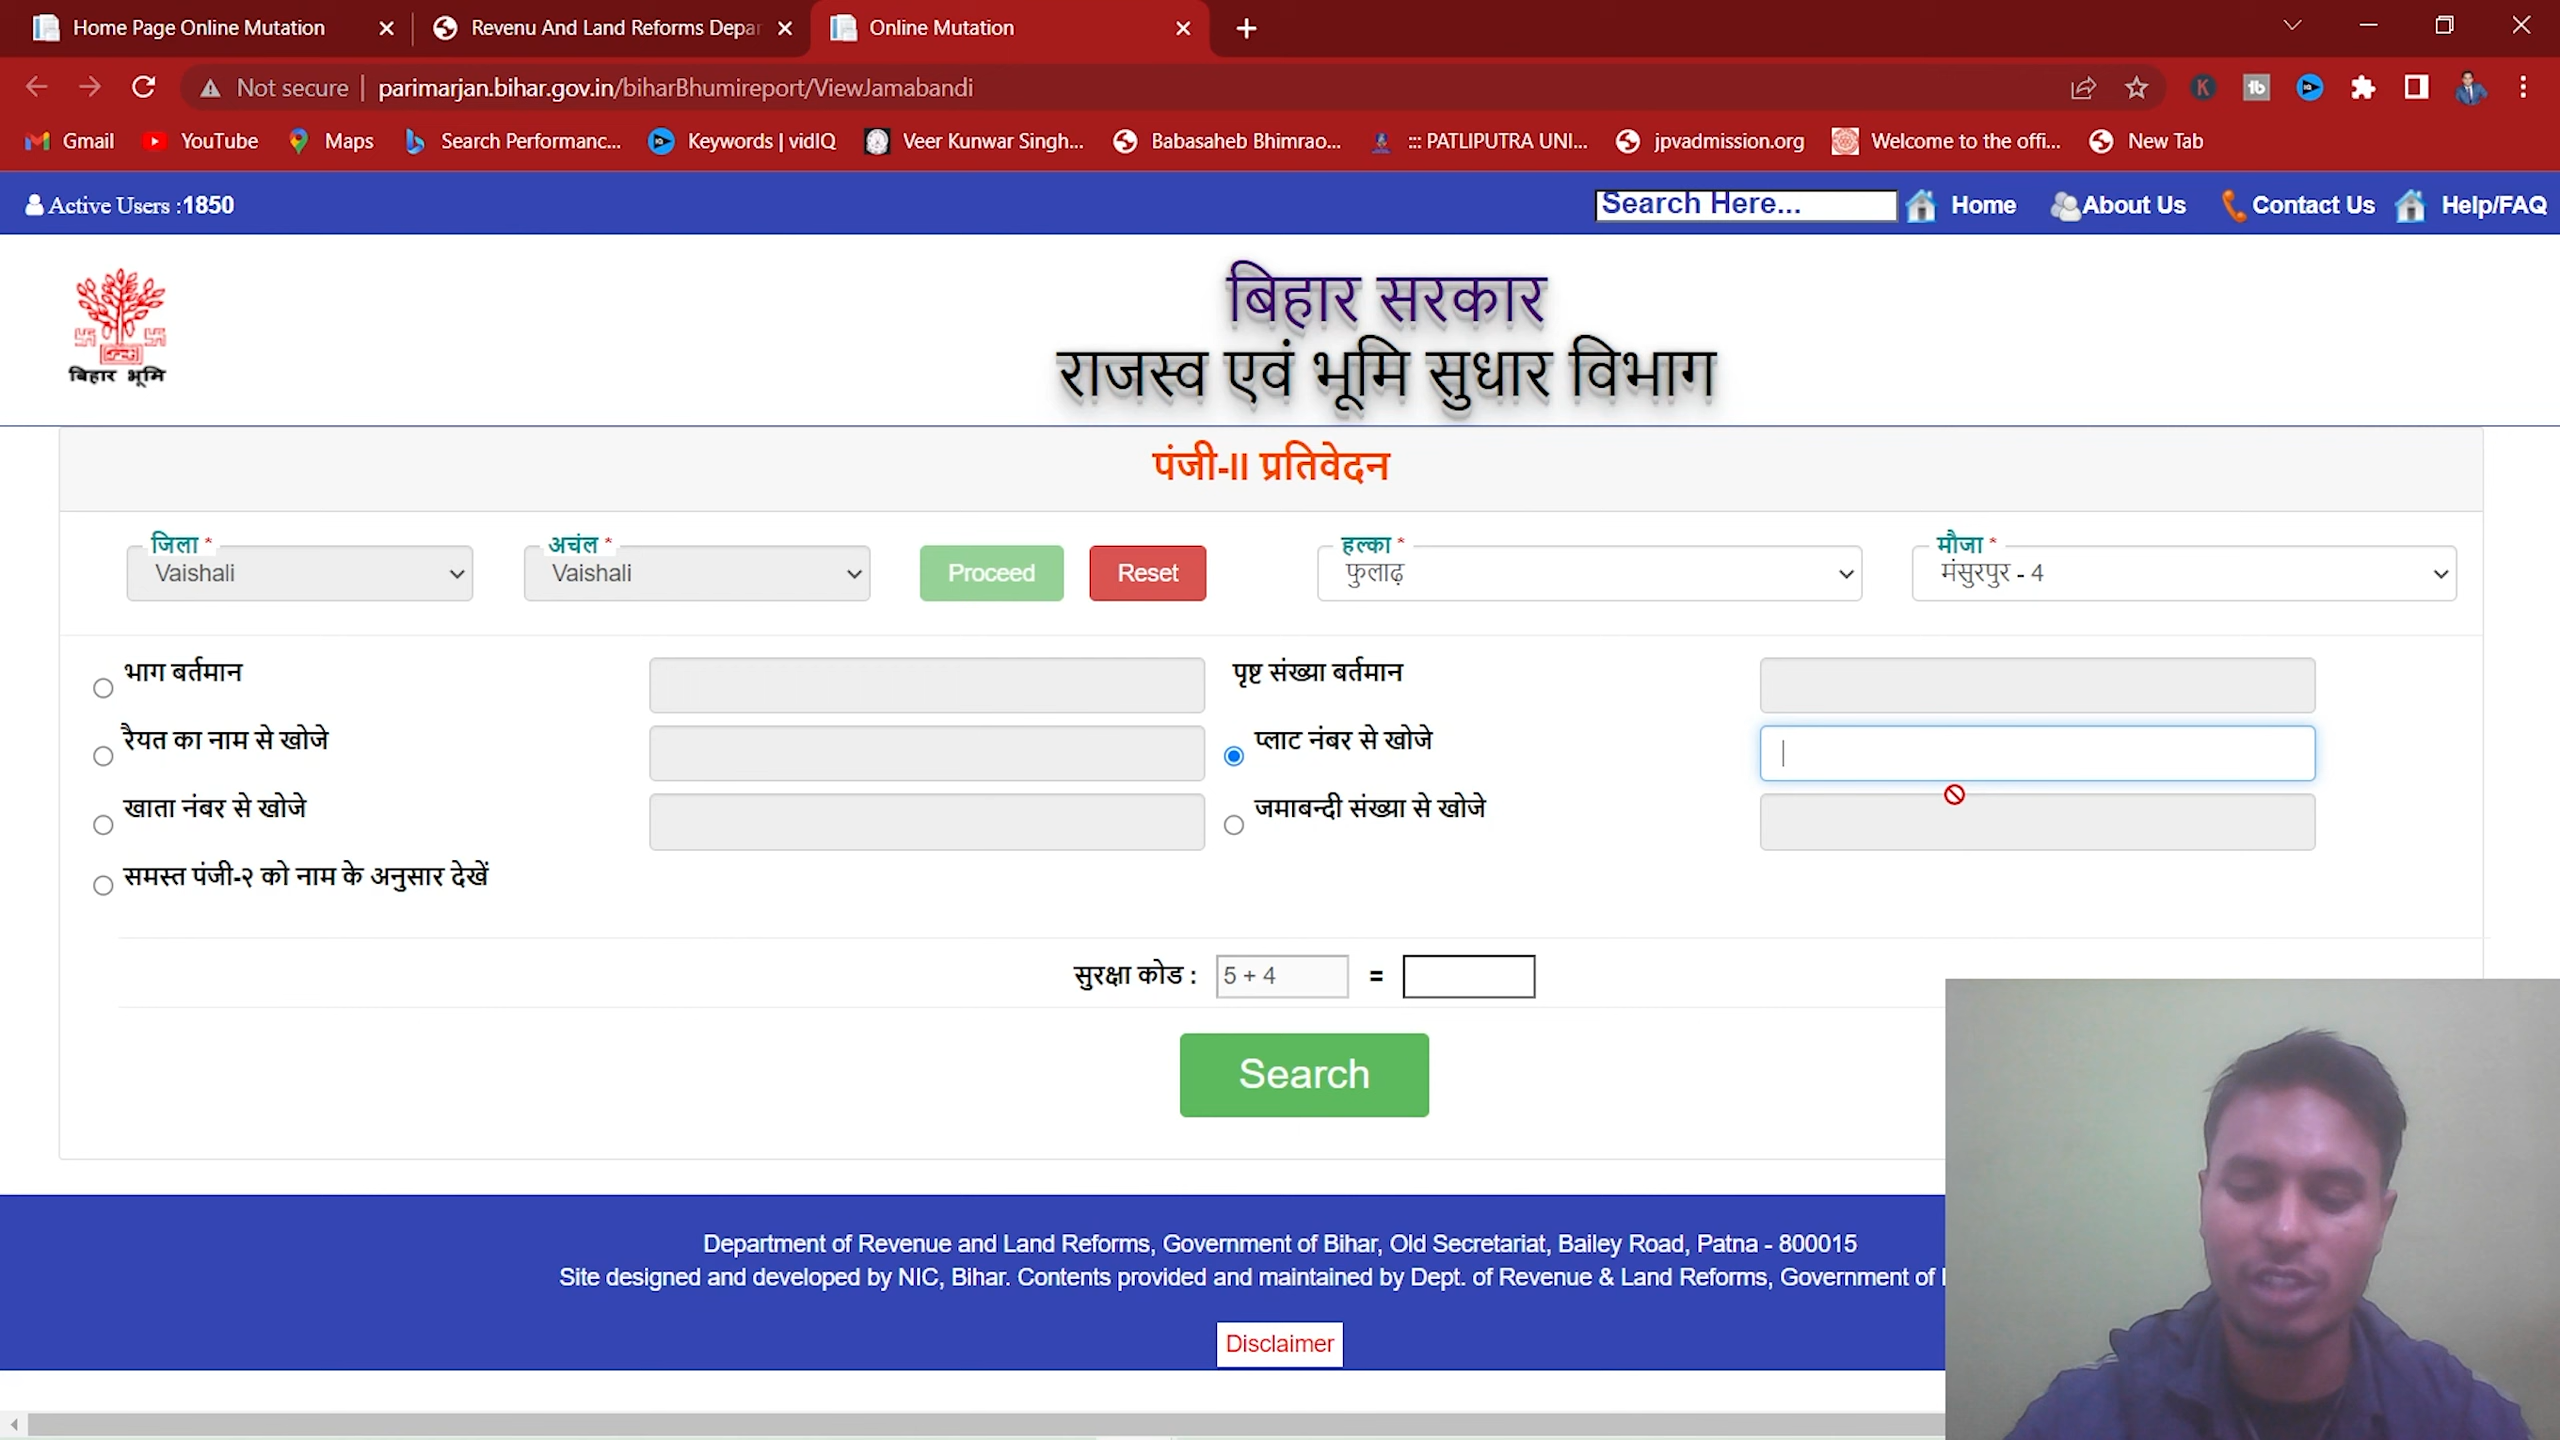 Home Page Online Mutation
Revenu And Land Reforms Depar
Online Mutation
Not secure
parimarjan.bihar.gov.in/biharBhumireport/ViewJamabandi
Gmail
YouTube
Maps
Search Performanc...
Keywords | vidIQ
Veer Kunwar Singh...
Babasaheb Bhimrao...
::: PATLIPUTRA UNI...
jpvadmission.org
Welcome to the offi...
New Tab
Active Users :1850
Search Here...
Home
About Us
Contact Us
Help/FAQ
बिहार भूमि
बिहार सरकार
राजस्व एवं भूमि सुधार विभाग
पंजी-II प्रतिवेदन
जिला *
Vaishali
अचंल *
Vaishali
Proceed
Reset
हल्का *
फुलाढ़
मौजा *
मंसुरपुर - 4
भाग बर्तमान
पृष्ट संख्या बर्तमान
रैयत का नाम से खोजे
प्लाट नंबर से खोजे
खाता नंबर से खोजे
जमाबन्दी संख्या से खोजे
समस्त पंजी-२ को नाम के अनुसार देखें
सुरक्षा कोड : 5 + 4 =
Search
Department of Revenue and Land Reforms, Government of Bihar, Old Secretariat, Bailey Road, Patna - 800015
Site designed and developed by NIC, Bihar. Contents provided and maintained by Dept. of Revenue & Land Reforms, Government of
Disclaimer